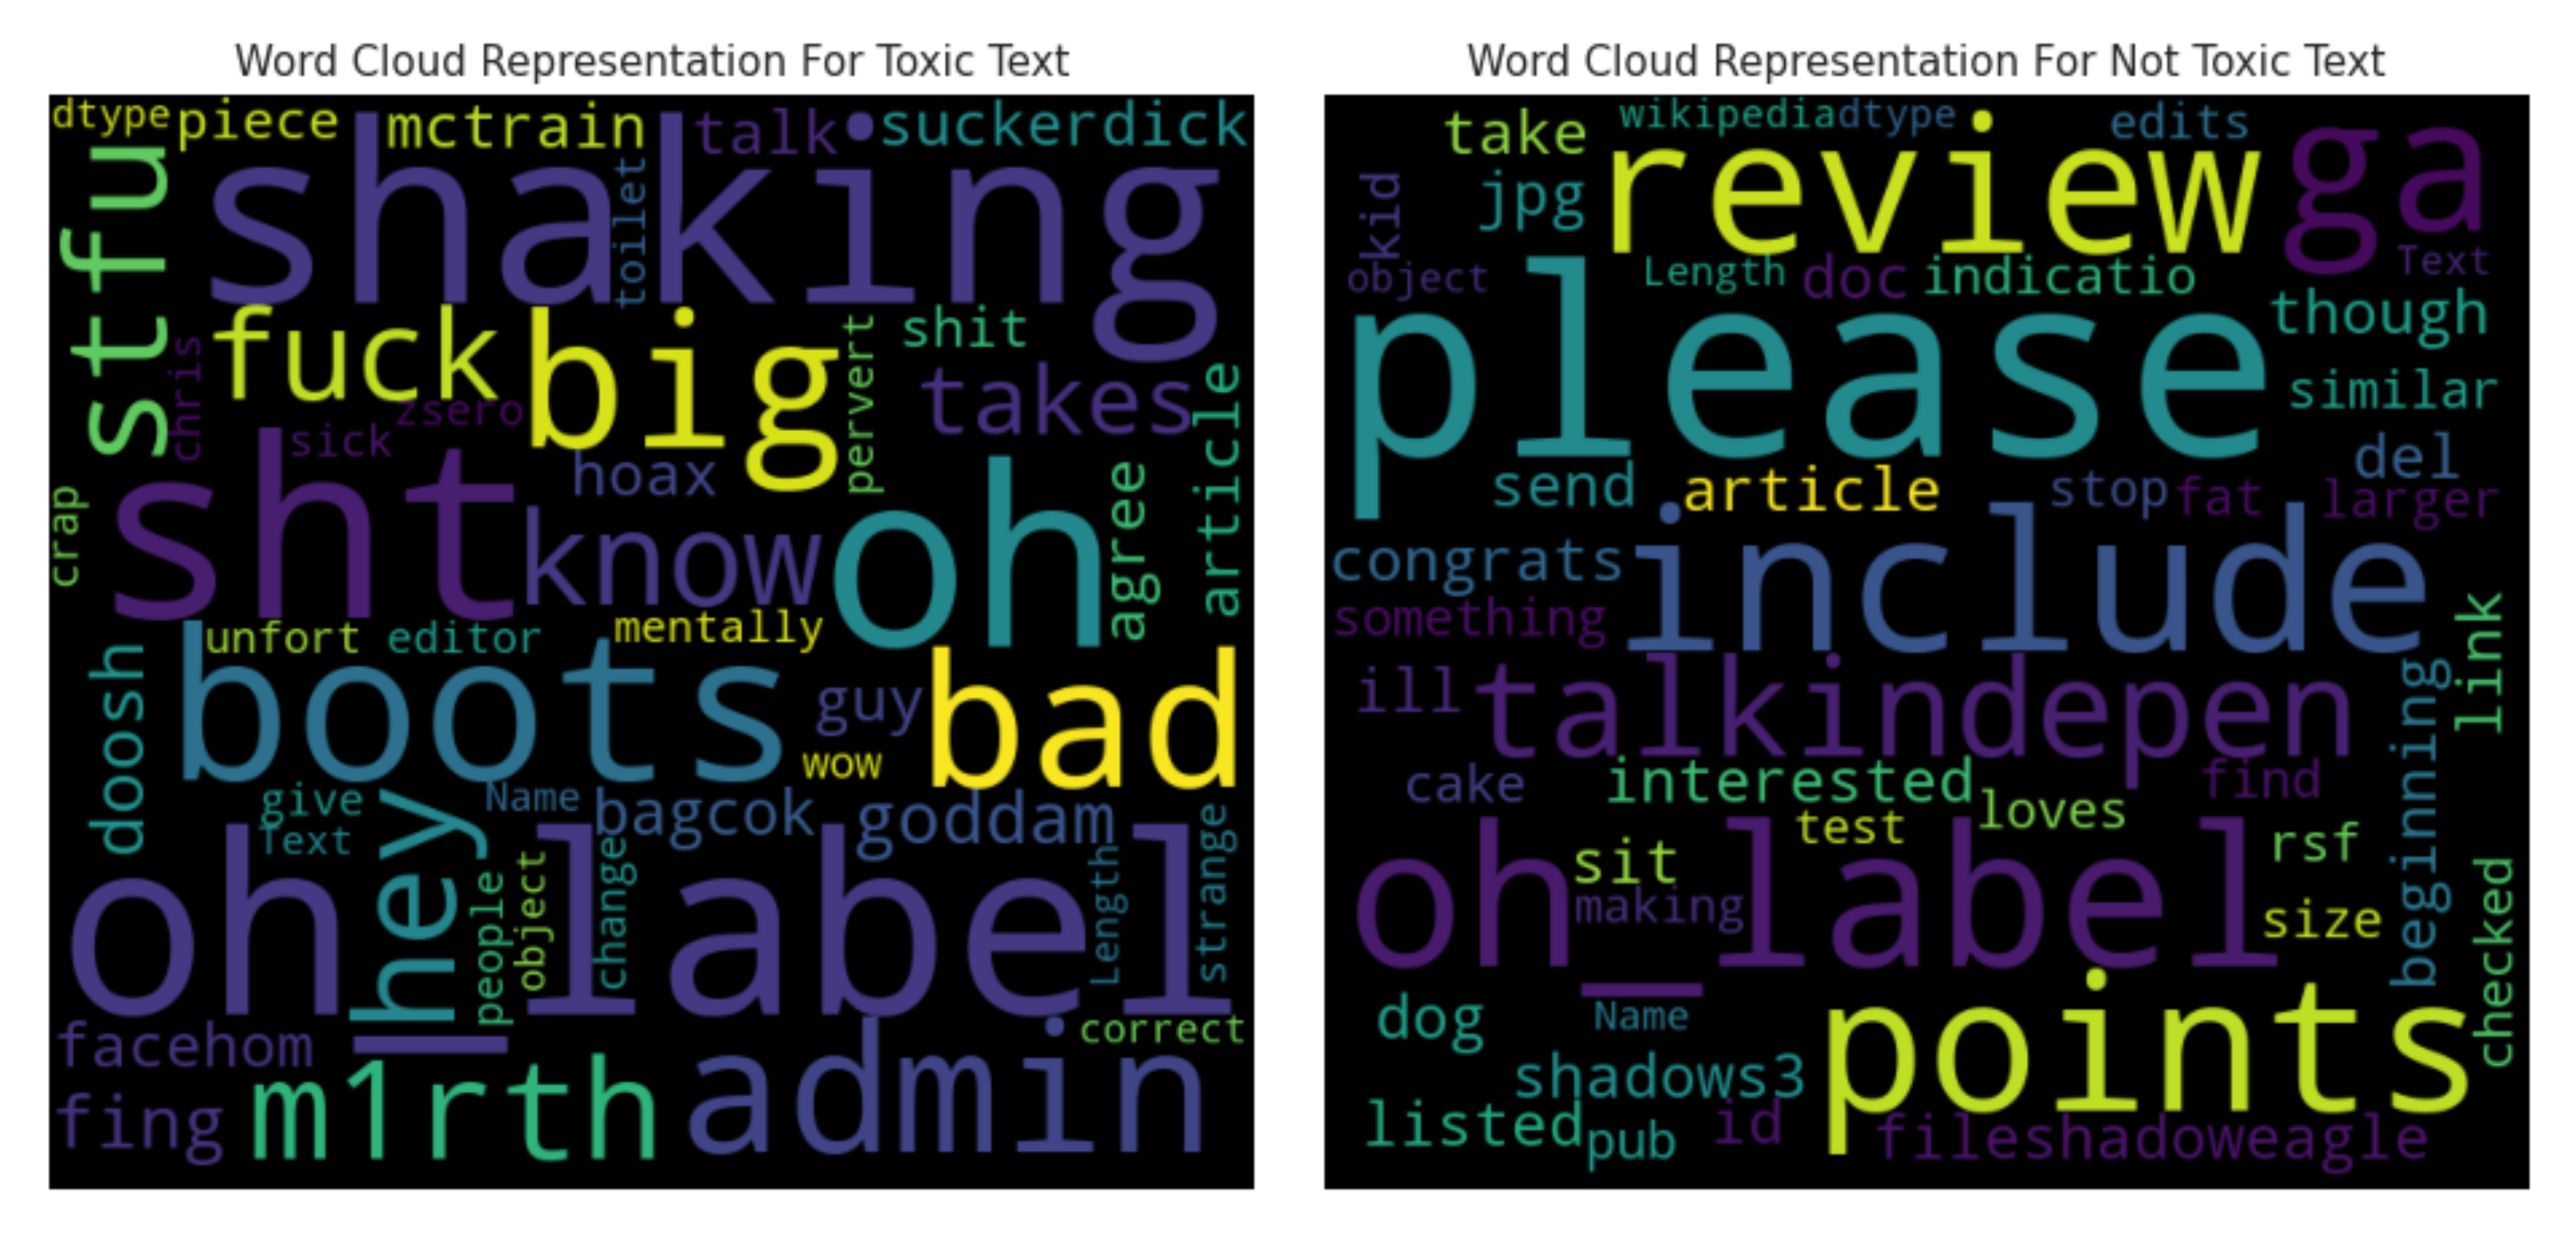 Word Cloud Representation For Toxic Text
dtype piece mctrain talk suckerdick
stfu shaking toilet
fuck big pervert shit
chris zsero takes article
sick
sht hoax oh agree
crap know
unfort editor mentally
doosh boots guy bad
wow
give Name bagcok goddam strange
Text
oh_label hey people object change Length
facehom correct
fing m1rth admin
Word Cloud Representation For Not Toxic Text
take wikipedia dtype edits
kid jpg review ga
object Length doc indicatio Text
please though
similar
send article stop fat del larger
congrats include
something link
ill talkindepen beginning
cake interested find
test loves
oh_label sit rsf
making size checked
dog Name points
shadows3
listed pub id fileshadoweagle